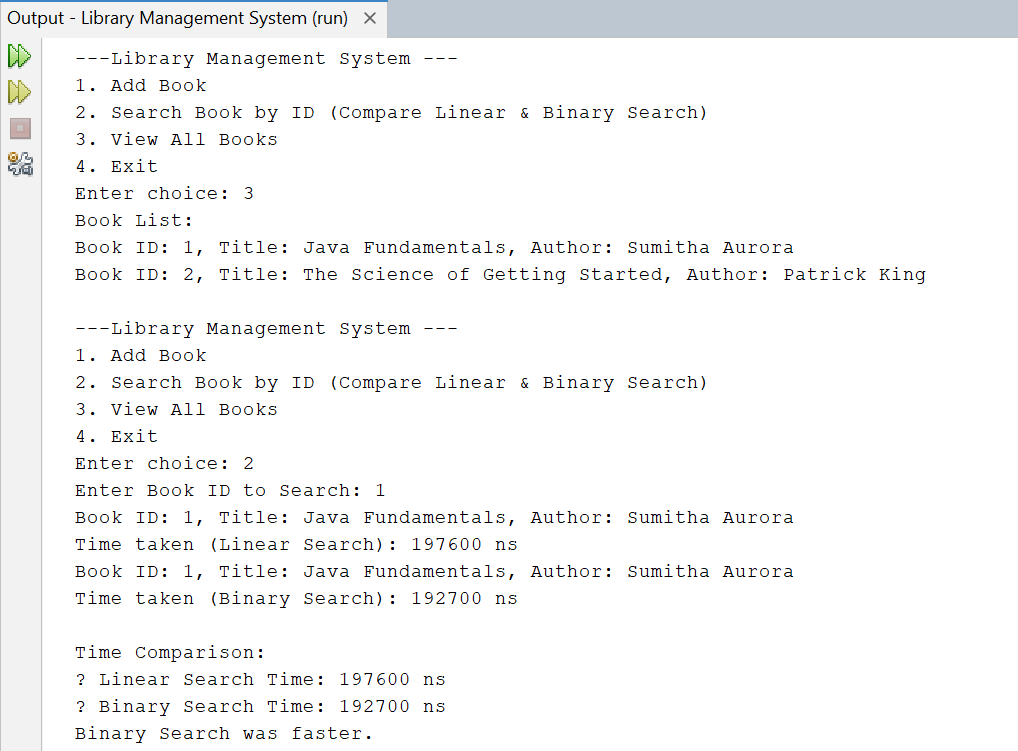 Output - Library Management System (run) ×
---Library Management System ---
1. Add Book
2. Search Book by ID (Compare Linear & Binary Search)
3. View All Books
4. Exit
Enter choice: 3
Book List:
Book ID: 1, Title: Java Fundamentals, Author: Sumitha Aurora
Book ID: 2, Title: The Science of Getting Started, Author: Patrick King
---Library Management System ---
1. Add Book
2. Search Book by ID (Compare Linear & Binary Search)
3. View All Books
4. Exit
Enter choice: 2
Enter Book ID to Search: 1
Book ID: 1, Title: Java Fundamentals, Author: Sumitha Aurora
Time taken (Linear Search): 197600 ns
Book ID: 1, Title: Java Fundamentals, Author: Sumitha Aurora
Time taken (Binary Search): 192700 ns
Time Comparison:
? Linear Search Time: 197600 ns
? Binary Search Time: 192700 ns
Binary Search was faster.